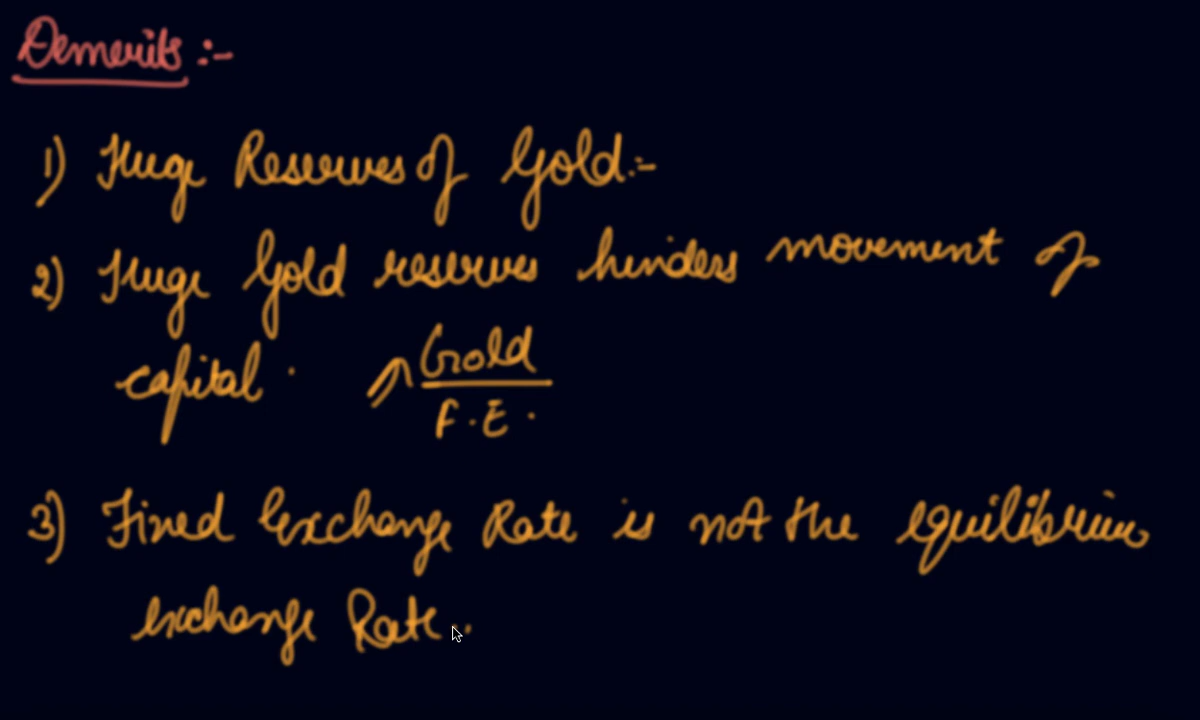 Demerits :-
1) Huge Reserves of Gold :-
2) Huge Gold reserves hinders movement of
capital . ↗ Gold
F.E.
3) Fixed Exchange Rate is not the equilibrium
exchange Rate .